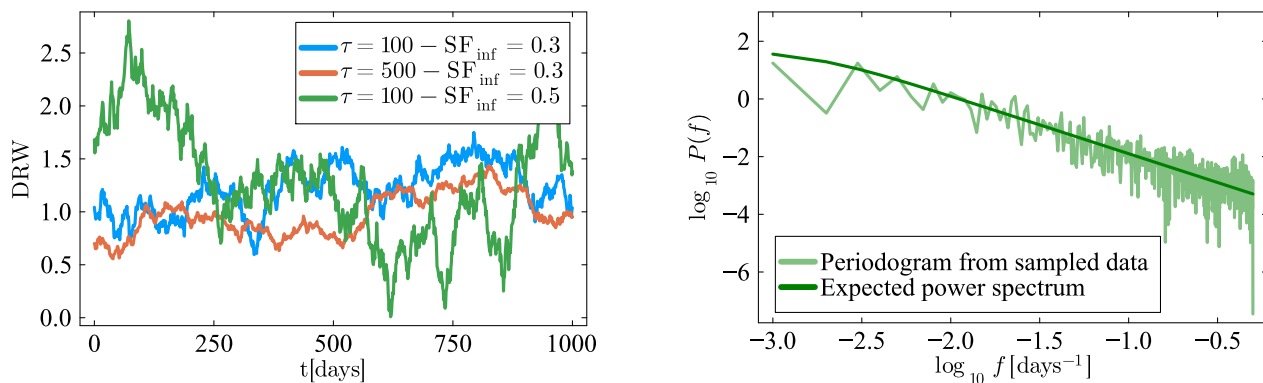 τ = 100 − SF_inf = 0.3
τ = 500 − SF_inf = 0.3
τ = 100 − SF_inf = 0.5
DRW
2.5
2.0
1.5
1.0
0.5
0.0
0 250 500 750 1000
t[days]
log₁₀ P(f)
2
0
−2
−4
−6
Periodogram from sampled data
Expected power spectrum
−3.0 −2.5 −2.0 −1.5 −1.0 −0.5
log₁₀ f [days⁻¹]